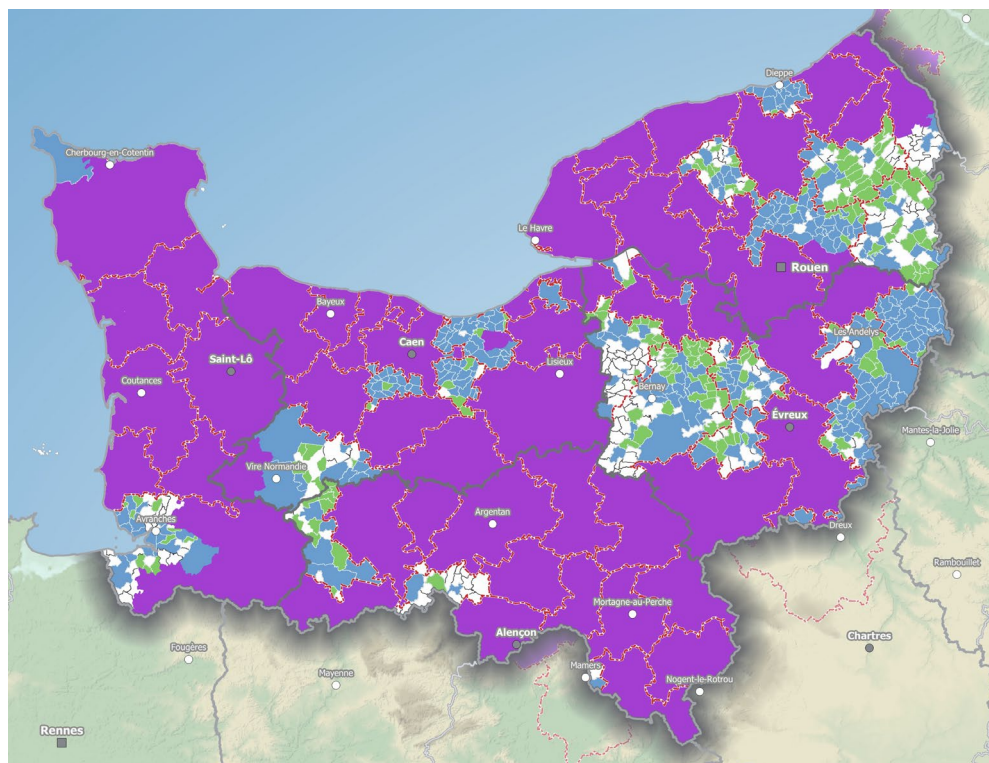 Dieppe
Cherbourg-en-Cotentin
Le Havre
Rouen
Bayeux
Caen
Les Andelys
Saint-Lô
Lisieux
Coutances
Bernay
Évreux
Mantes-la-Jolie
Vire Normandie
Argentan
Avranches
Dreux
Rambouillet
Mortagne-au-Perche
Alençon
Chartres
Fougères
Mayenne
Mamers
Nogent-le-Rotrou
Rennes